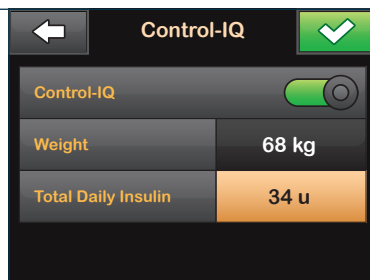 Control-IQ
Control-IQ
Weight 68 kg
Total Daily Insulin 34 u